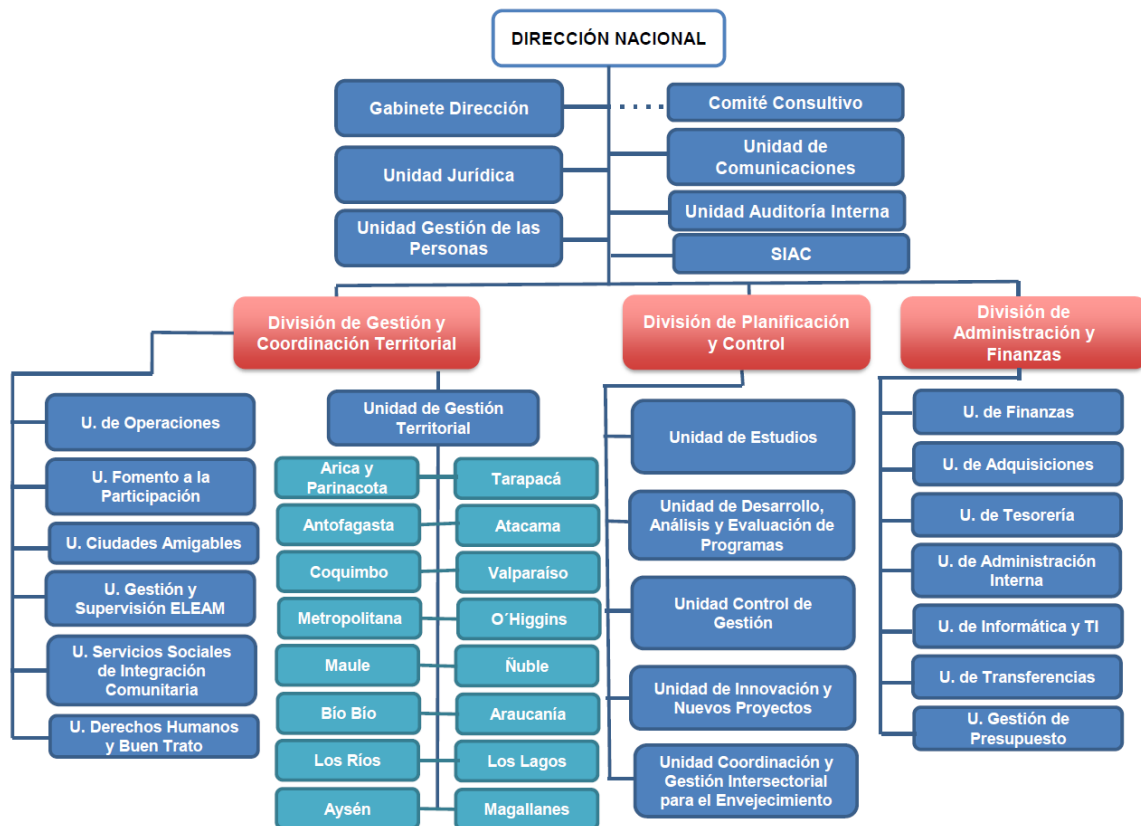 DIRECCIÓN NACIONAL
Gabinete Dirección
Comité Consultivo
Unidad Jurídica
Unidad de
Comunicaciones
Unidad Gestión de las
Personas
Unidad Auditoría Interna
SIAC
División de Gestión y
Coordinación Territorial
División de Planificación
y Control
División de
Administración y
Finanzas
U. de Operaciones
U. Fomento a la
Participación
U. Ciudades Amigables
U. Gestión y
Supervisión ELEAM
U. Servicios Sociales
de Integración
Comunitaria
U. Derechos Humanos
y Buen Trato
Unidad de Gestión
Territorial
Arica y
Parinacota
Tarapacá
Antofagasta
Atacama
Coquimbo
Valparaíso
Metropolitana
O´Higgins
Maule
Ñuble
Bío Bío
Araucanía
Los Ríos
Los Lagos
Aysén
Magallanes
Unidad de Estudios
Unidad de Desarrollo,
Análisis y Evaluación de
Programas
Unidad Control de
Gestión
Unidad de Innovación y
Nuevos Proyectos
Unidad Coordinación y
Gestión Intersectorial
para el Envejecimiento
U. de Finanzas
U. de Adquisiciones
U. de Tesorería
U. de Administración
Interna
U. de Informática y TI
U. de Transferencias
U. Gestión de
Presupuesto